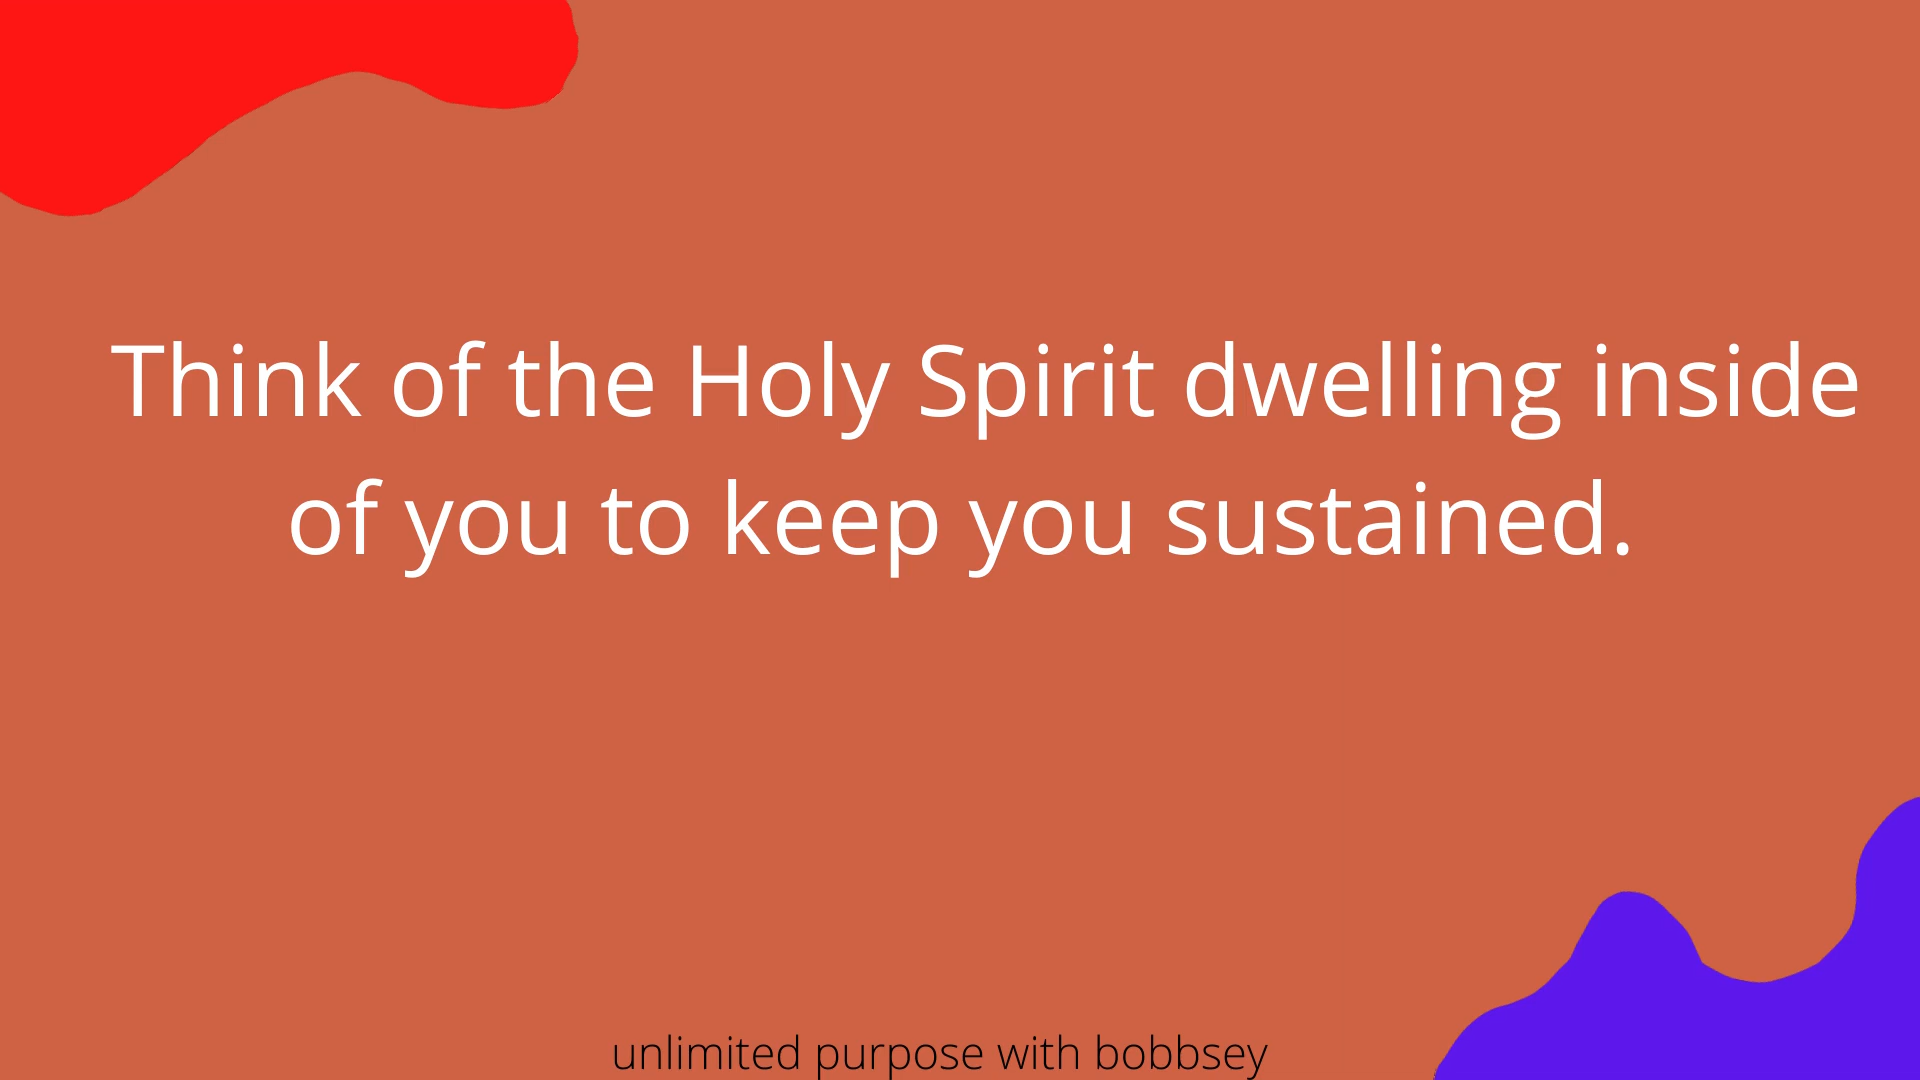 Think of the Holy Spirit dwelling inside
of you to keep you sustained.
unlimited purpose with bobbsey